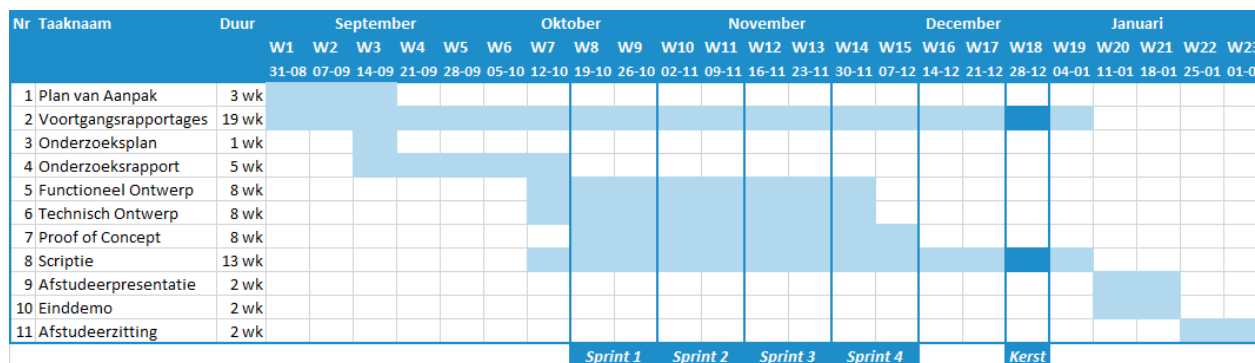 Nr Taaknaam Duur September Oktober November December Januari
W1 W2 W3 W4 W5 W6 W7 W8 W9 W10 W11 W12 W13 W14 W15 W16 W17 W18 W19 W20 W21 W22 W23
31-08 07-09 14-09 21-09 28-09 05-10 12-10 19-10 26-10 02-11 09-11 16-11 23-11 30-11 07-12 14-12 21-12 28-12 04-01 11-01 18-01 25-01 01-0
1 Plan van Aanpak 3 wk
2 Voortgangsrapportages 19 wk
3 Onderzoeksplan 1 wk
4 Onderzoeksrapport 5 wk
5 Functioneel Ontwerp 8 wk
6 Technisch Ontwerp 8 wk
7 Proof of Concept 8 wk
8 Scriptie 13 wk
9 Afstudeerpresentatie 2 wk
10 Einddemo 2 wk
11 Afstudeerzitting 2 wk
Sprint 1 Sprint 2 Sprint 3 Sprint 4 Kerst